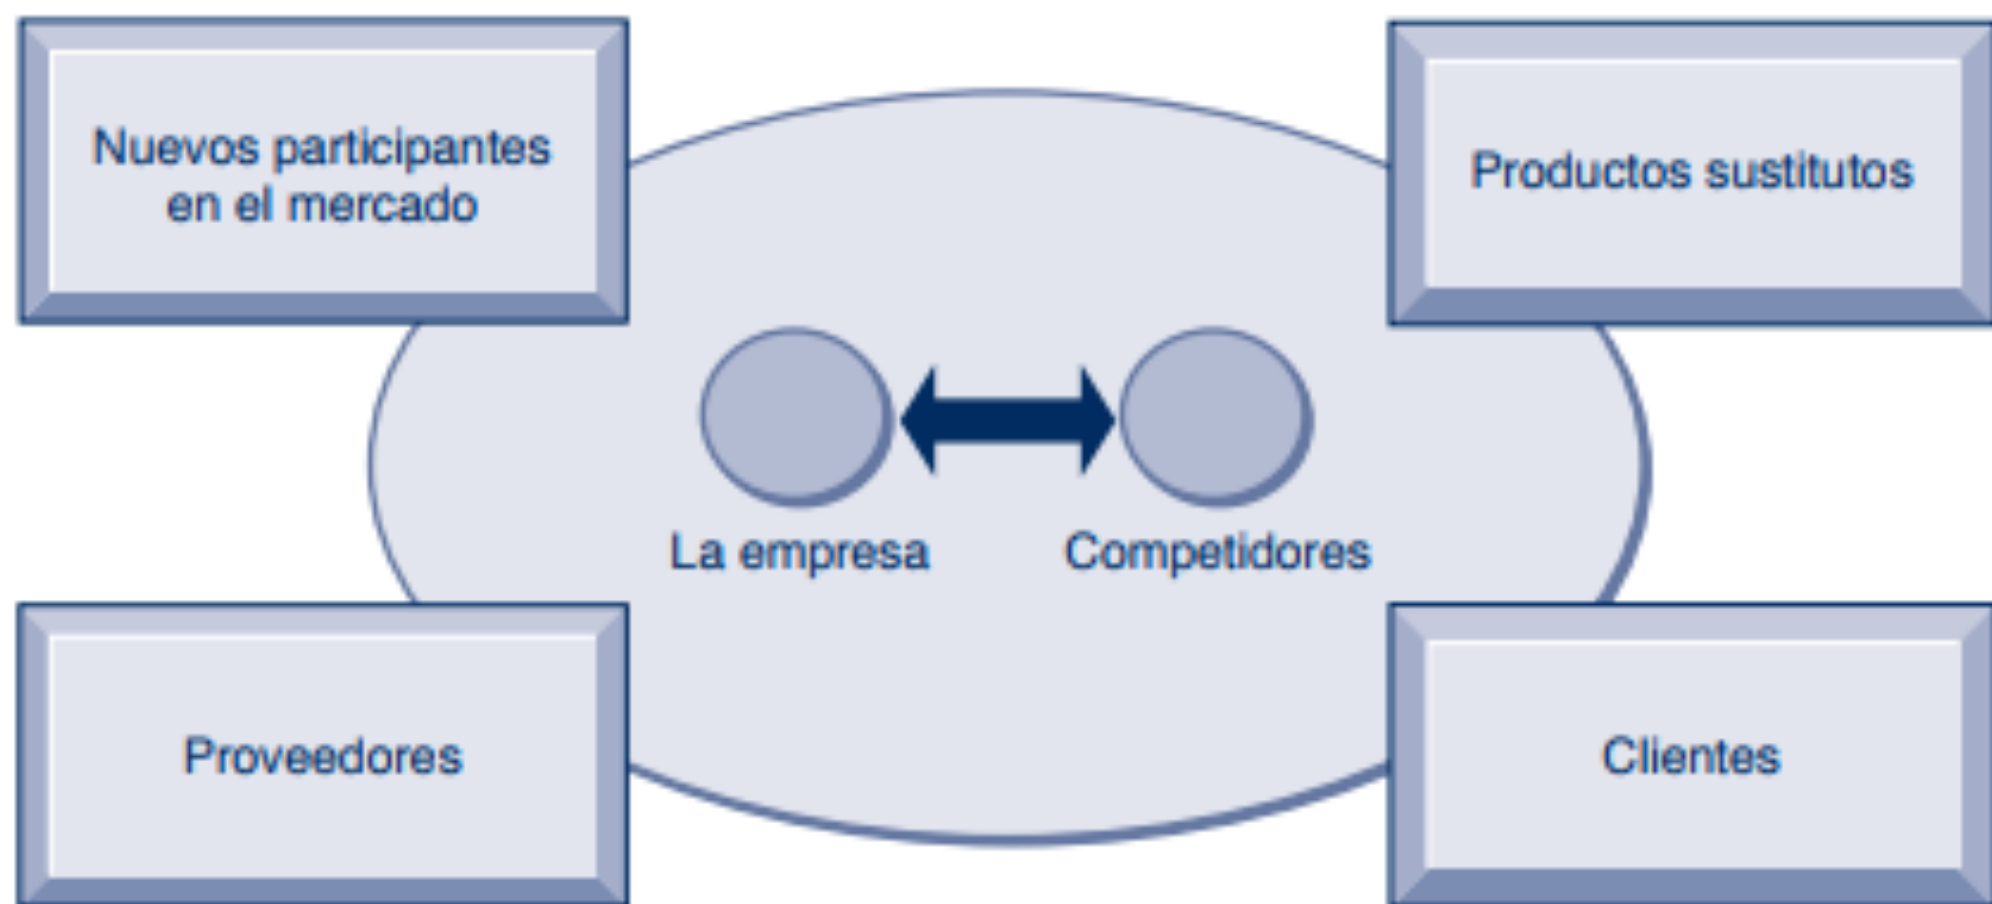 Nuevos participantes
en el mercado
Productos sustitutos
La empresa
Competidores
Proveedores
Clientes